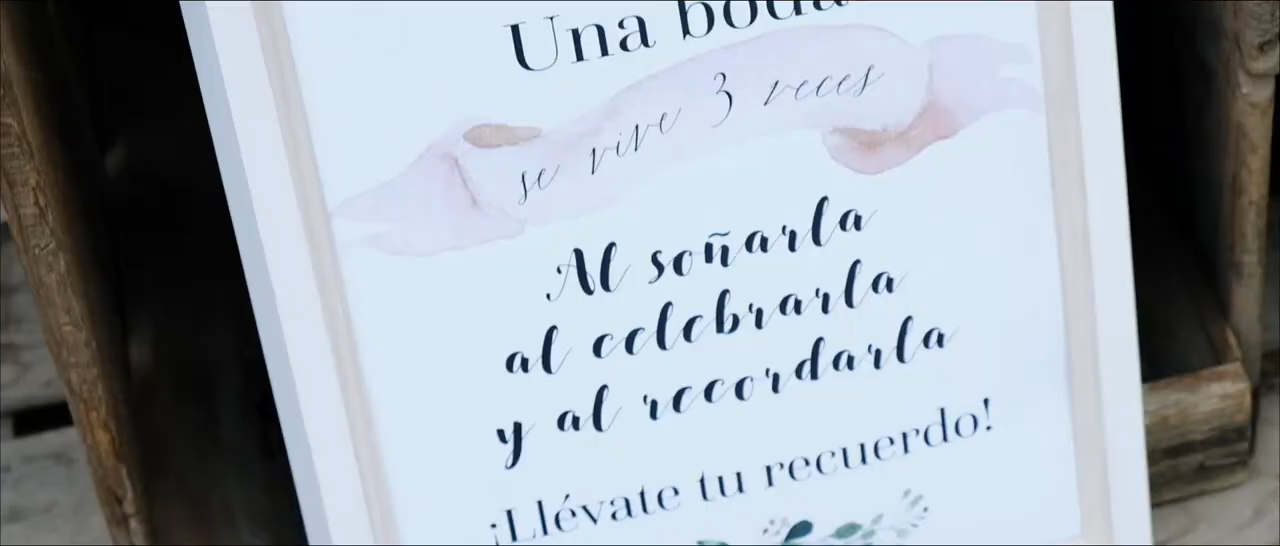 Una boda
se vive 3 veces
Al soñarla
al celebrarla
y al recordarla
¡Llévate tu recuerdo!